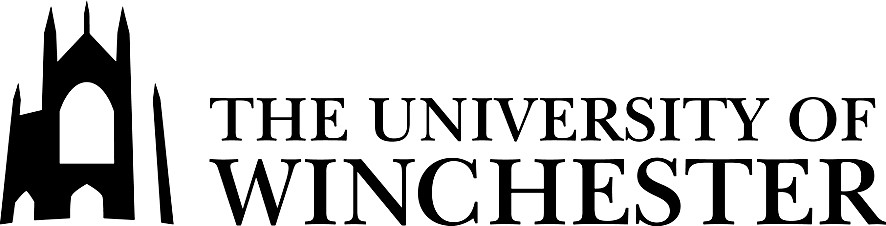 THE UNIVERSITY OF
WINCHESTER